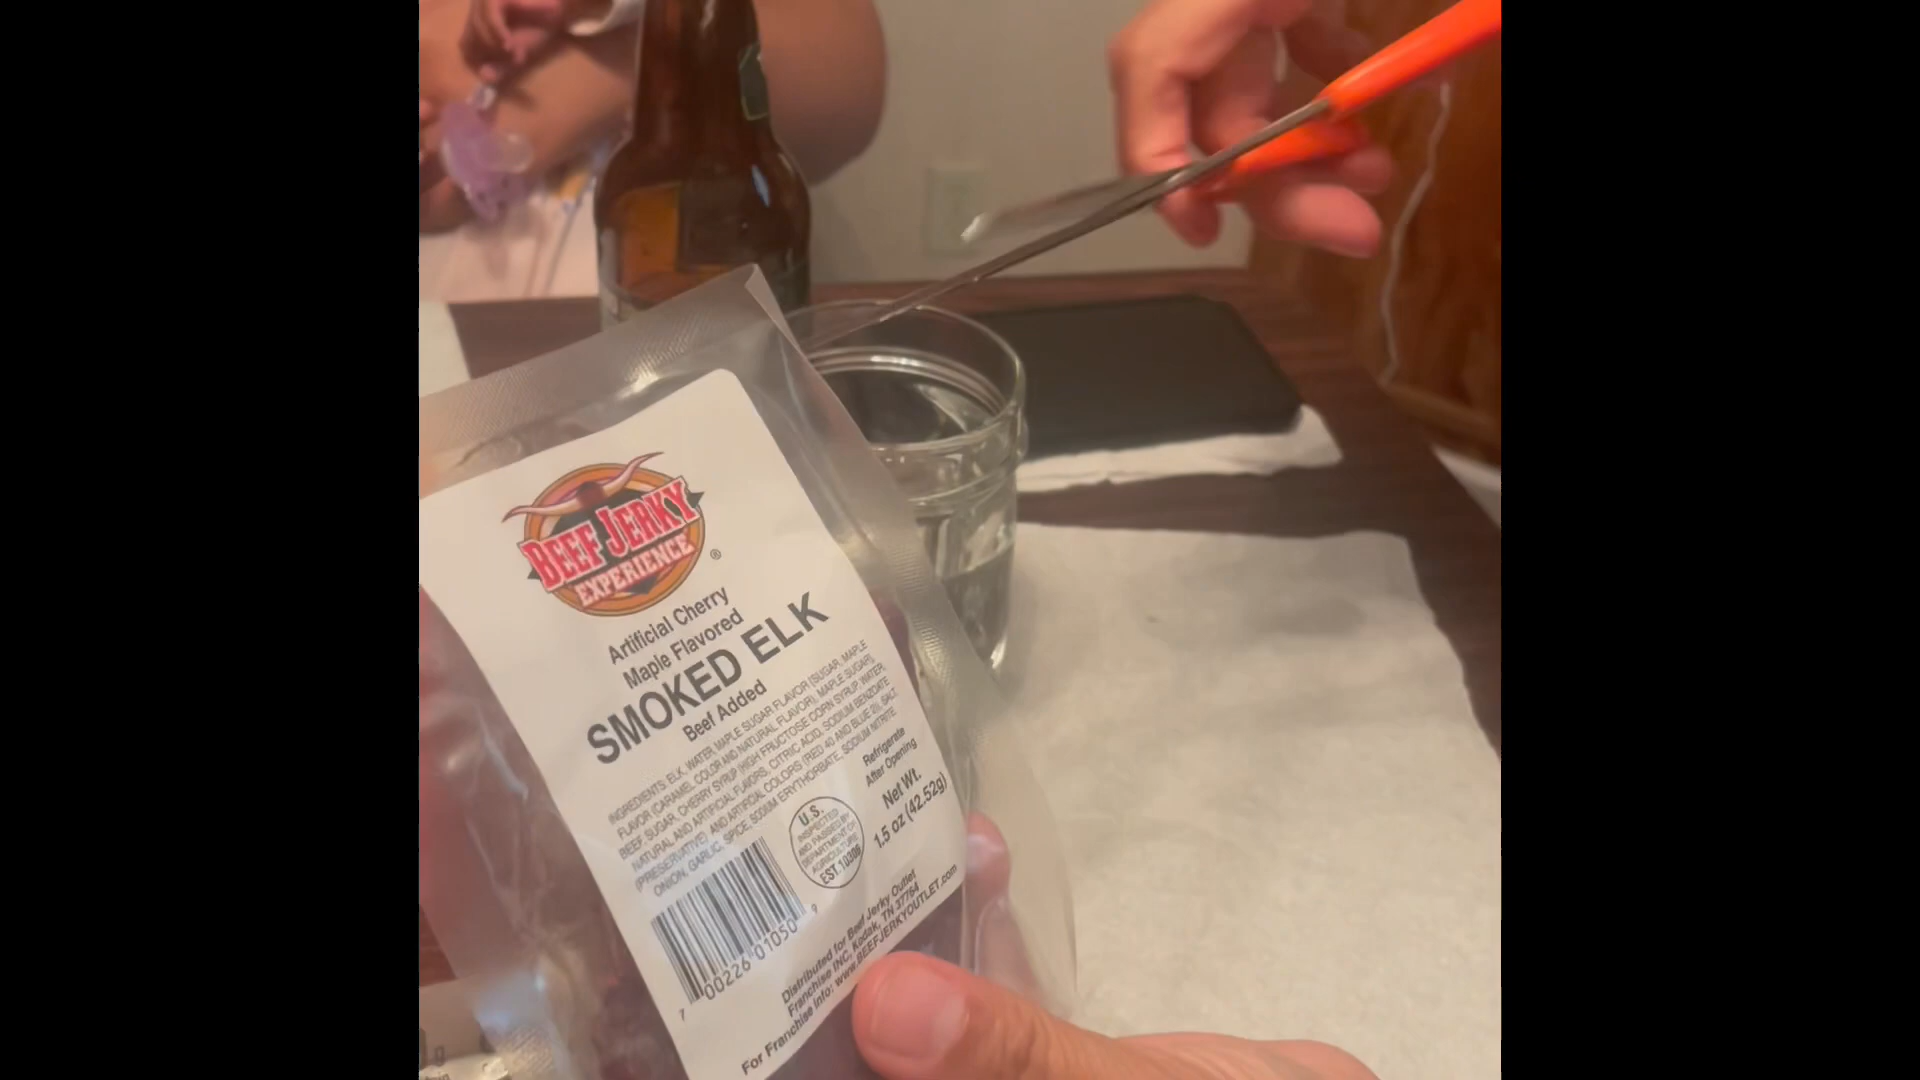 BEEF JERKY
EXPERIENCE
®
Artificial Cherry
Maple Flavored
SMOKED ELK
Beef Added
INGREDIENTS: ELK, WATER, MAPLE SUGAR FLAVOR (SUGAR, MAPLE
FLAVOR (CARAMEL COLOR AND NATURAL FLAVOR), MAPLE SUGAR),
BEEF, SUGAR, CHERRY SYRUP (HIGH FRUCTOSE CORN SYRUP, WATER,
NATURAL AND ARTIFICIAL FLAVORS, CITRIC ACID, SODIUM BENZOATE
(PRESERVATIVE) AND ARTIFICAL COLORS (RED 40 AND BLUE 2)), SALT,
ONION, GARLIC, SPICE, SODIUM ERYTHORBATE, SODIUM NITRITE.
Refrigerate
After Opening
Net Wt.
1.5 oz (42.52g)
U.S.
INSPECTED
AND PASSED BY
DEPARTMENT OF
AGRICULTURE
EST. 10386
7 00226 01050 9
Distributed for Beef Jerky Outlet
Franchise INC, Kodak, TN 37764
For Franchise Info: www.BEEFJERKYOUTLET.com